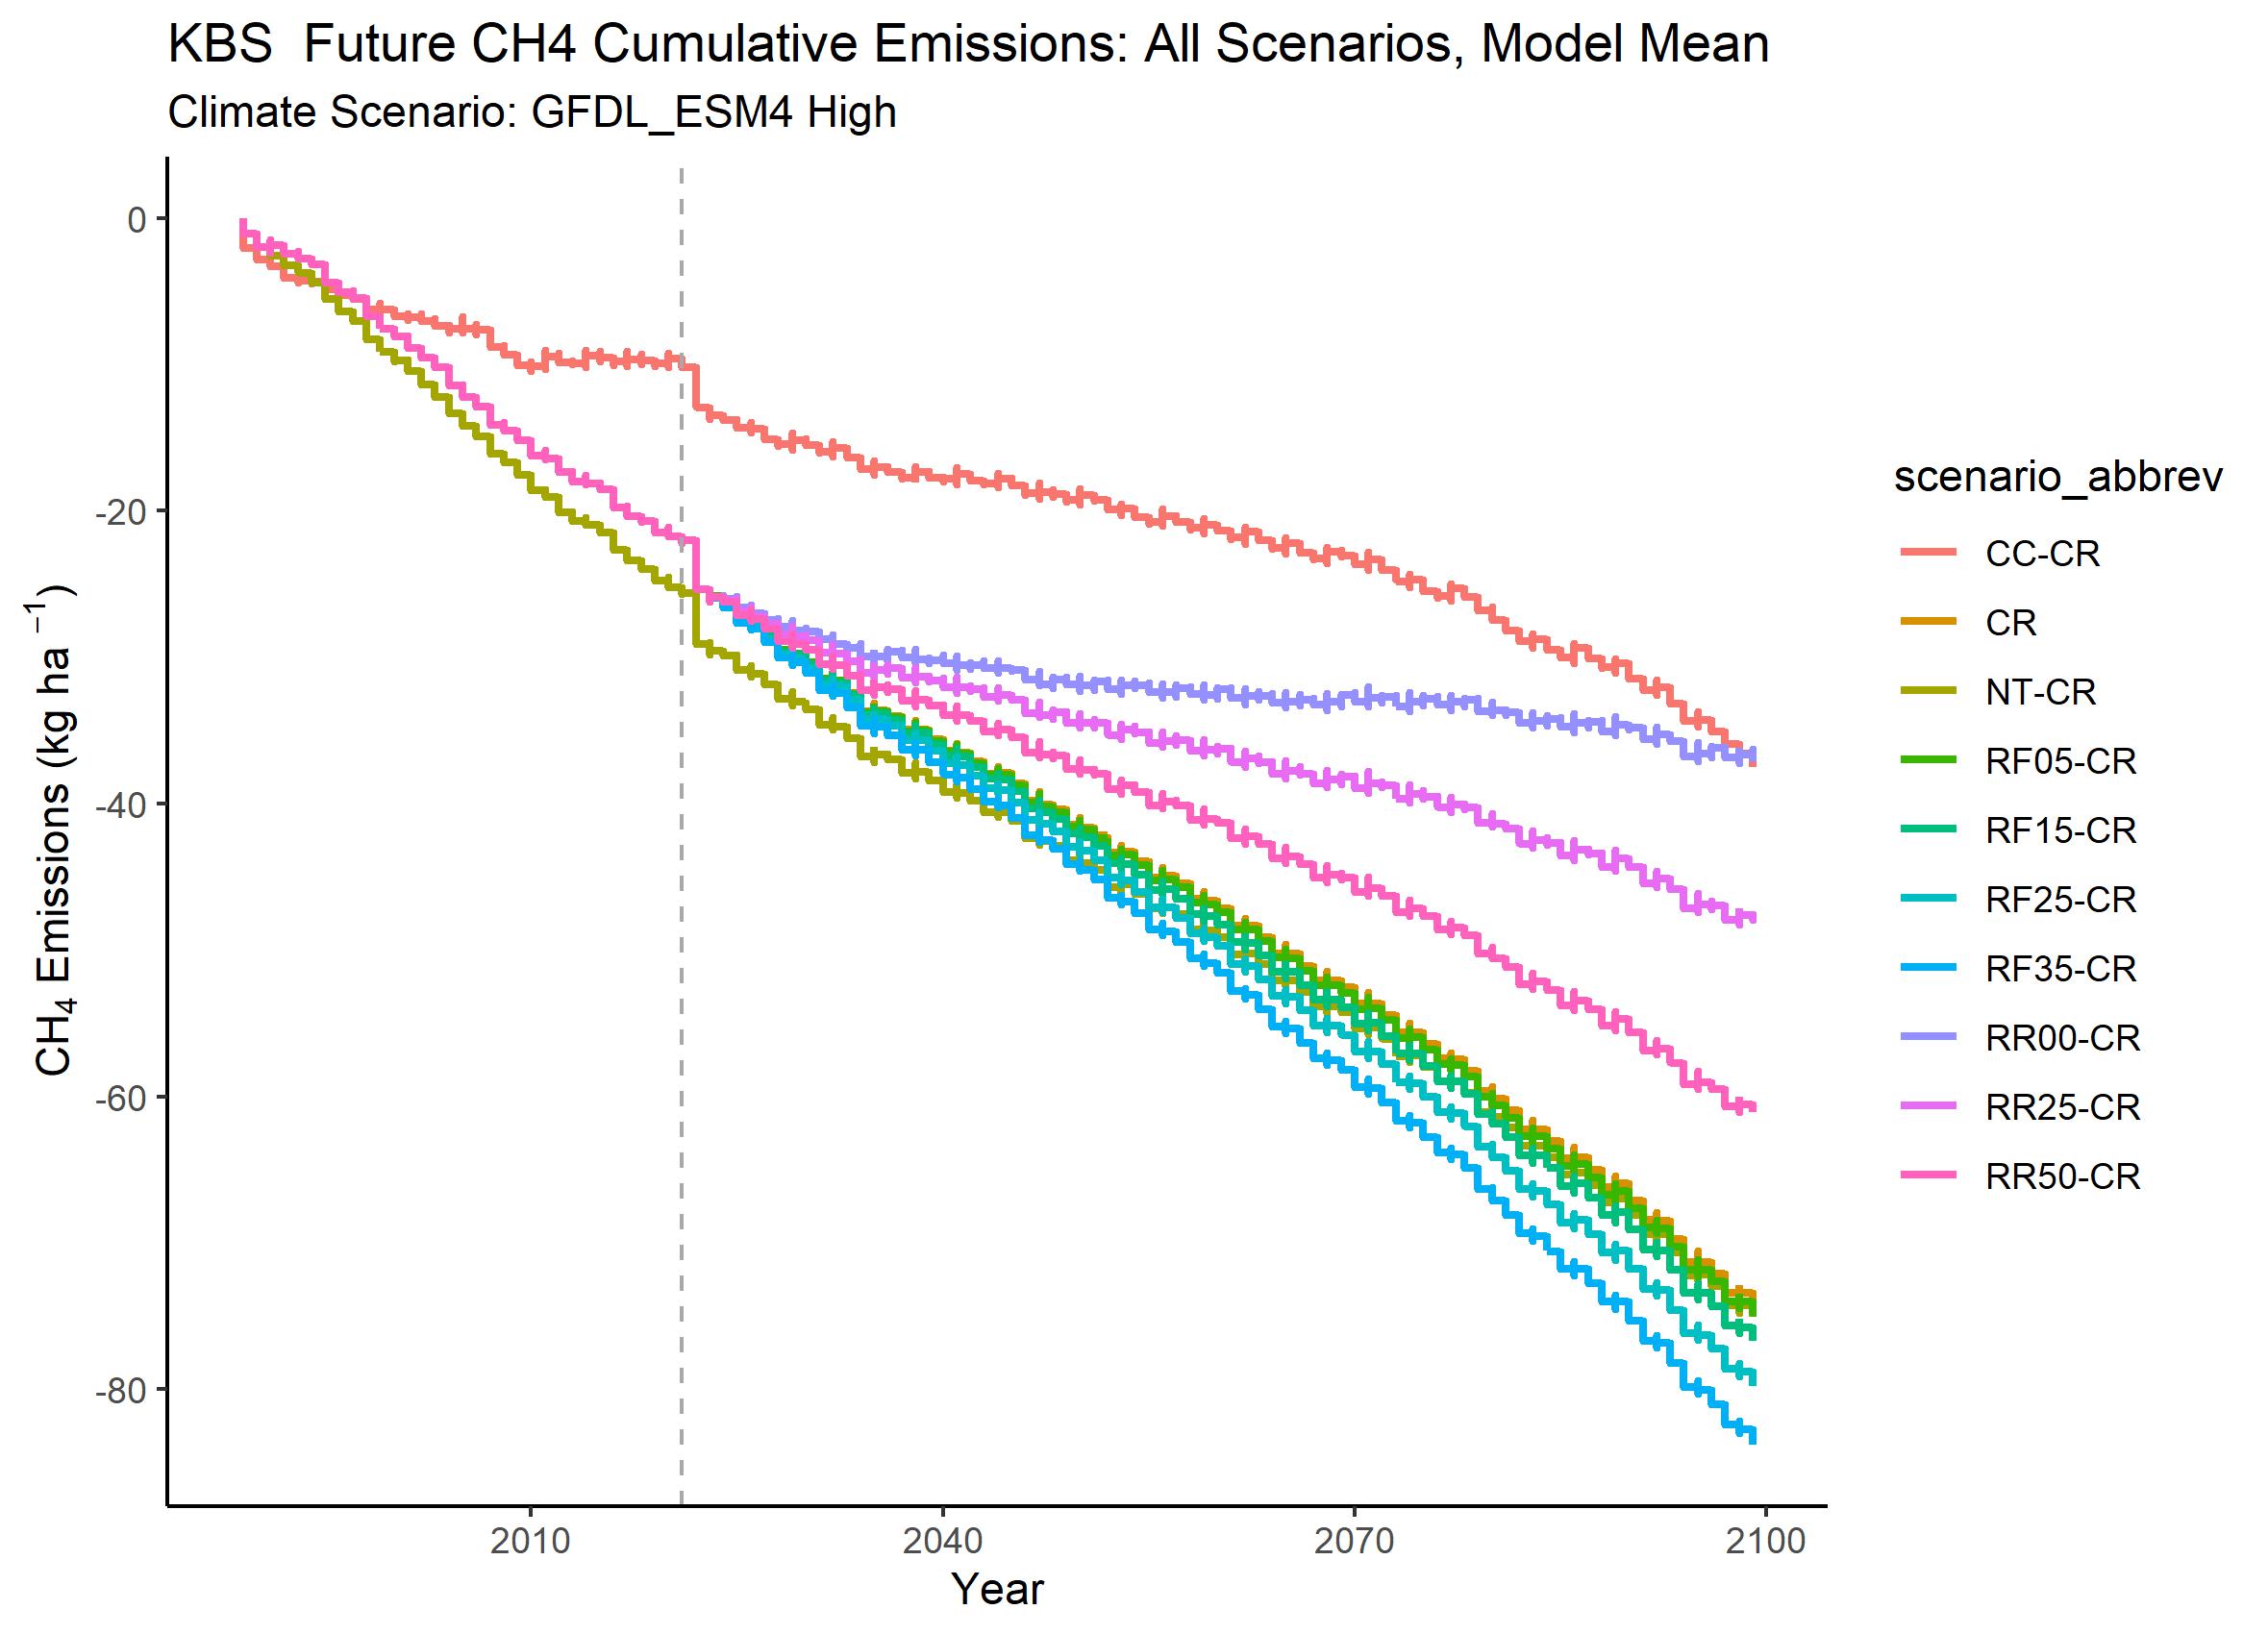 KBS  Future CH4 Cumulative Emissions: All Scenarios, Model Mean
Climate Scenario: GFDL_ESM4 High
CH₄ Emissions (kg ha ⁻¹)
0
-20
-40
-60
-80
2010
2040
2070
2100
Year
scenario_abbrev
CC-CR
CR
NT-CR
RF05-CR
RF15-CR
RF25-CR
RF35-CR
RR00-CR
RR25-CR
RR50-CR